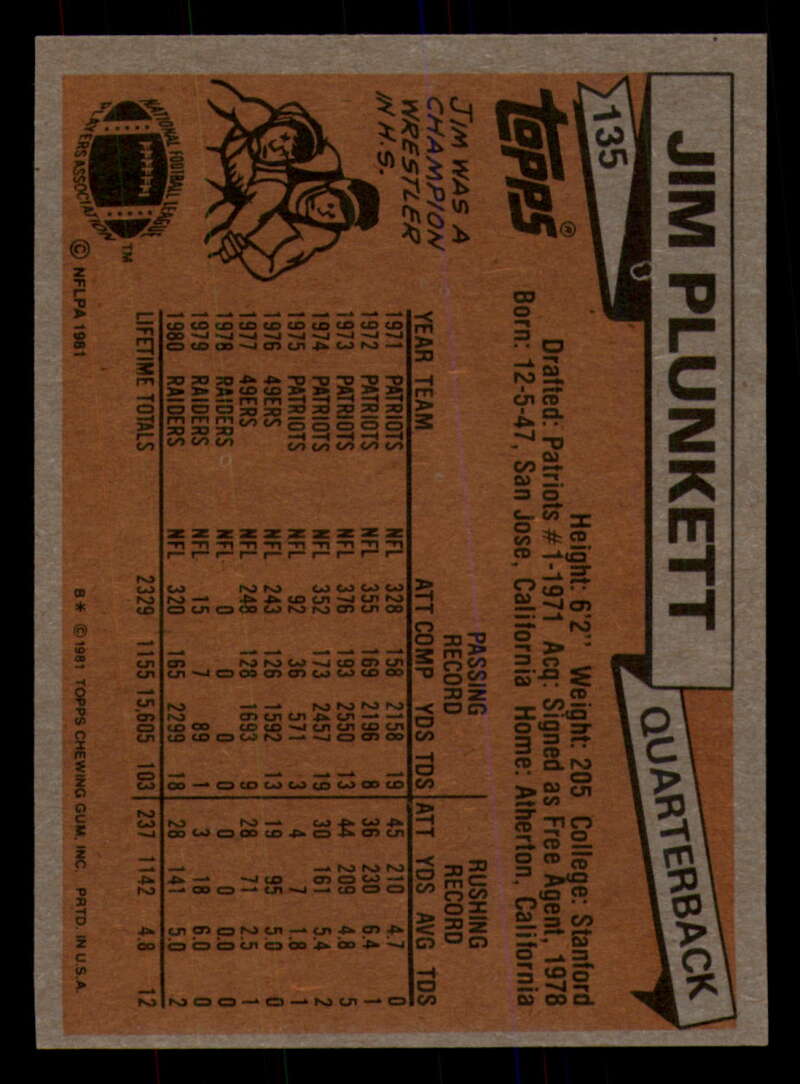 JIM PLUNKETT
QUARTERBACK
135
TOPPS®
Height: 6'2" Weight: 205 College: Stanford
Drafted: Patriots #1-1971 Acq: Signed as Free Agent, 1978
Born: 12-5-47, San Jose, California Home: Atherton, California
JIM WAS A
CHAMPION
WRESTLER
IN H.S.
PASSING RUSHING
RECORD RECORD
YEAR TEAM ATT COMP YDS TDS ATT YDS AVG TDS
1971 PATRIOTS NFL 328 158 2158 19 45 210 4.7 0
1972 PATRIOTS NFL 355 169 2196 8 36 230 6.4 1
1973 PATRIOTS NFL 376 193 2550 13 44 209 4.8 5
1974 PATRIOTS NFL 352 173 2457 19 30 161 5.4 2
1975 PATRIOTS NFL 92 36 571 3 4 7 1.8 1
1976 49ERS NFL 243 126 1592 13 19 95 5.0 0
1977 49ERS NFL 248 128 1693 9 28 71 2.5 1
1978 RAIDERS NFL 0 0 0 0 0 0 0.0 0
1979 RAIDERS NFL 15 7 89 1 3 18 6.0 0
1980 RAIDERS NFL 320 165 2299 18 28 141 5.0 2
LIFETIME TOTALS 2329 1155 15,605 103 237 1142 4.8 12
NATIONAL FOOTBALL LEAGUE
PLAYERS ASSOCIATION
TM
© NFLPA 1981
B* ©1981 TOPPS CHEWING GUM, INC. PRTD. IN U.S.A.